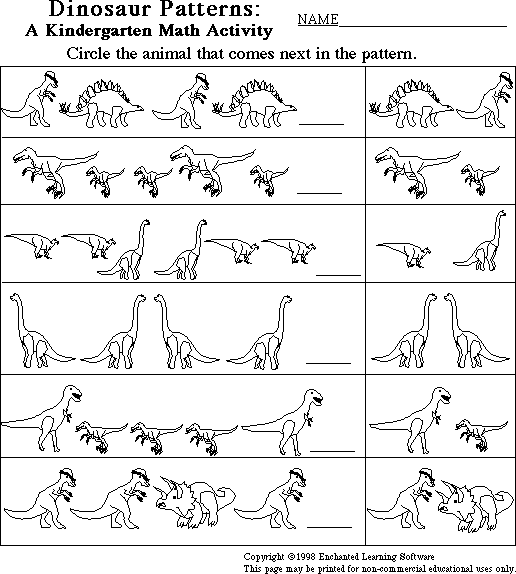 Dinosaur Patterns:
NAME
A Kindergarten Math Activity
Circle the animal that comes next in the pattern.
Copyright ©1998 Enchanted Learning Software
This page may be printed for non-commercial educational uses only.